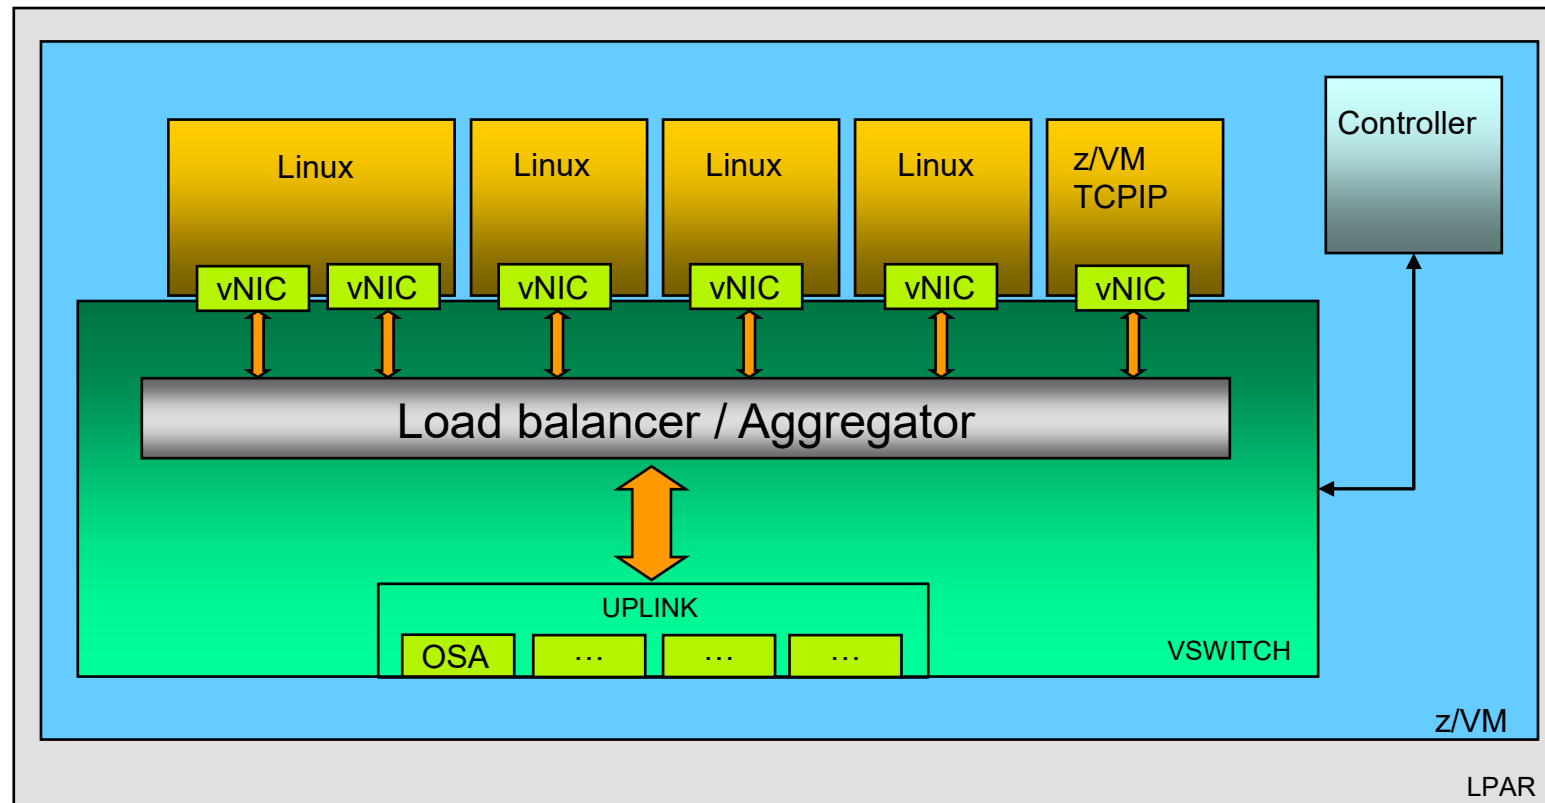 Controller
Linux
Linux
Linux
Linux
z/VM
TCPIP
vNIC
vNIC
vNIC
vNIC
vNIC
vNIC
Load balancer / Aggregator
UPLINK
OSA
...
...
...
VSWITCH
z/VM
LPAR